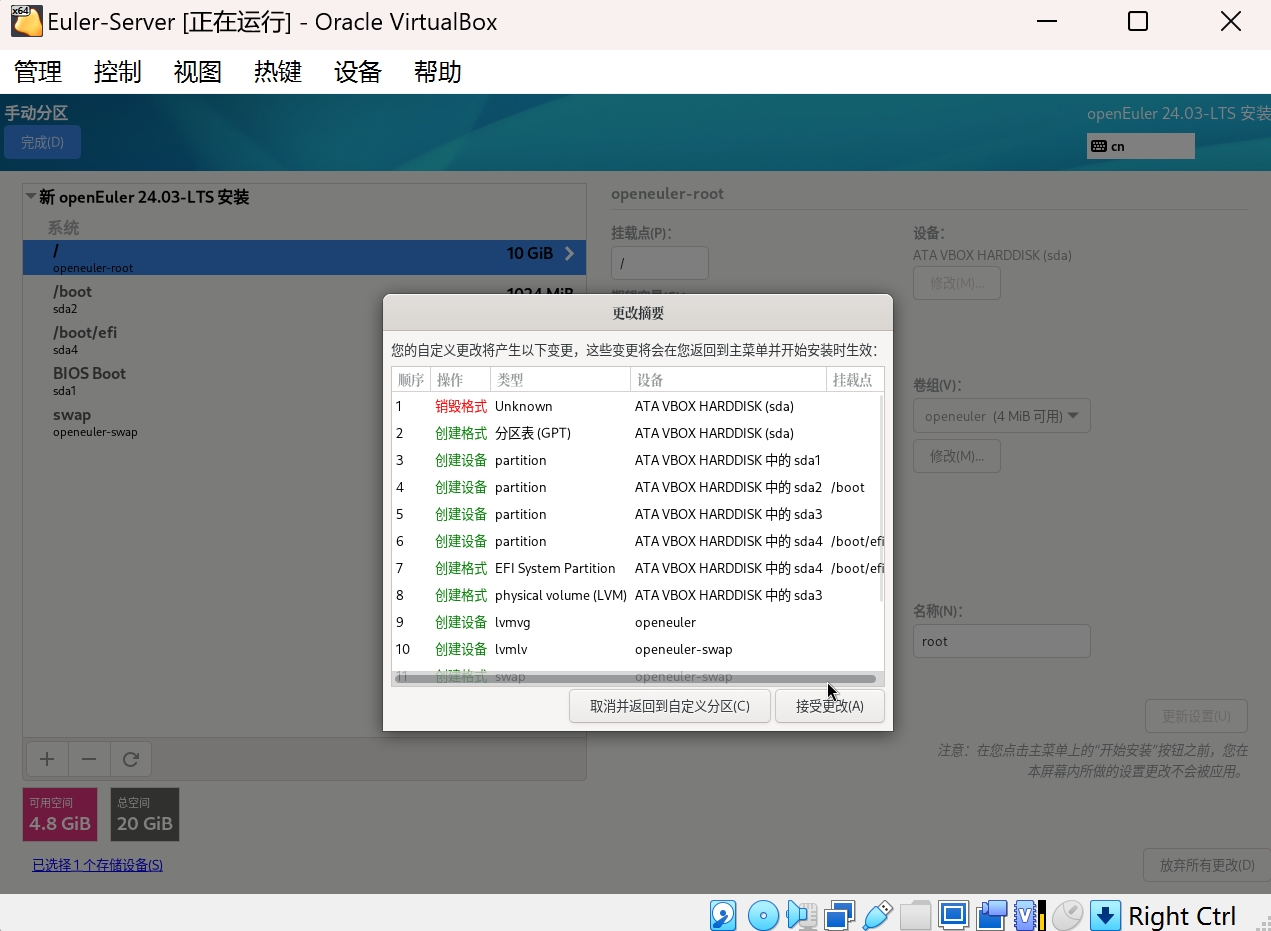 x64
Euler-Server [正在运行] - Oracle VirtualBox
管理 控制 视图 热键 设备 帮助
手动分区
完成(D)
openEuler 24.03-LTS 安装
cn
新 openEuler 24.03-LTS 安装
系统
/ 10 GiB
openeuler-root
/boot 1024 MiB
sda2
/boot/efi
sda4
BIOS Boot
sda1
swap
openeuler-swap
openeuler-root
挂载点(P)：
/
设备：
ATA VBOX HARDDISK (sda)
修改(M)...
卷组(V)：
openeuler (4 MiB 可用)
修改(M)...
名称(N)：
root
更新设置(U)
注意：在您点击主菜单上的“开始安装”按钮之前，您在
本屏幕内所做的设置更改不会被应用。
更改摘要
您的自定义更改将产生以下变更，这些变更将会在您返回到主菜单并开始安装时生效：
顺序 操作 类型 设备 挂载点
1 销毁格式 Unknown ATA VBOX HARDDISK (sda)
2 创建格式 分区表 (GPT) ATA VBOX HARDDISK (sda)
3 创建设备 partition ATA VBOX HARDDISK 中的 sda1
4 创建设备 partition ATA VBOX HARDDISK 中的 sda2 /boot
5 创建设备 partition ATA VBOX HARDDISK 中的 sda3
6 创建设备 partition ATA VBOX HARDDISK 中的 sda4 /boot/efi
7 创建格式 EFI System Partition ATA VBOX HARDDISK 中的 sda4 /boot/efi
8 创建格式 physical volume (LVM) ATA VBOX HARDDISK 中的 sda3
9 创建设备 lvmvg openeuler
10 创建设备 lvmlv openeuler-swap
11 创建格式 swap openeuler-swap
取消并返回到自定义分区(C) 接受更改(A)
可用空间
4.8 GiB
总空间
20 GiB
已选择 1 个存储设备(S)
放弃所有更改(D)
Right Ctrl